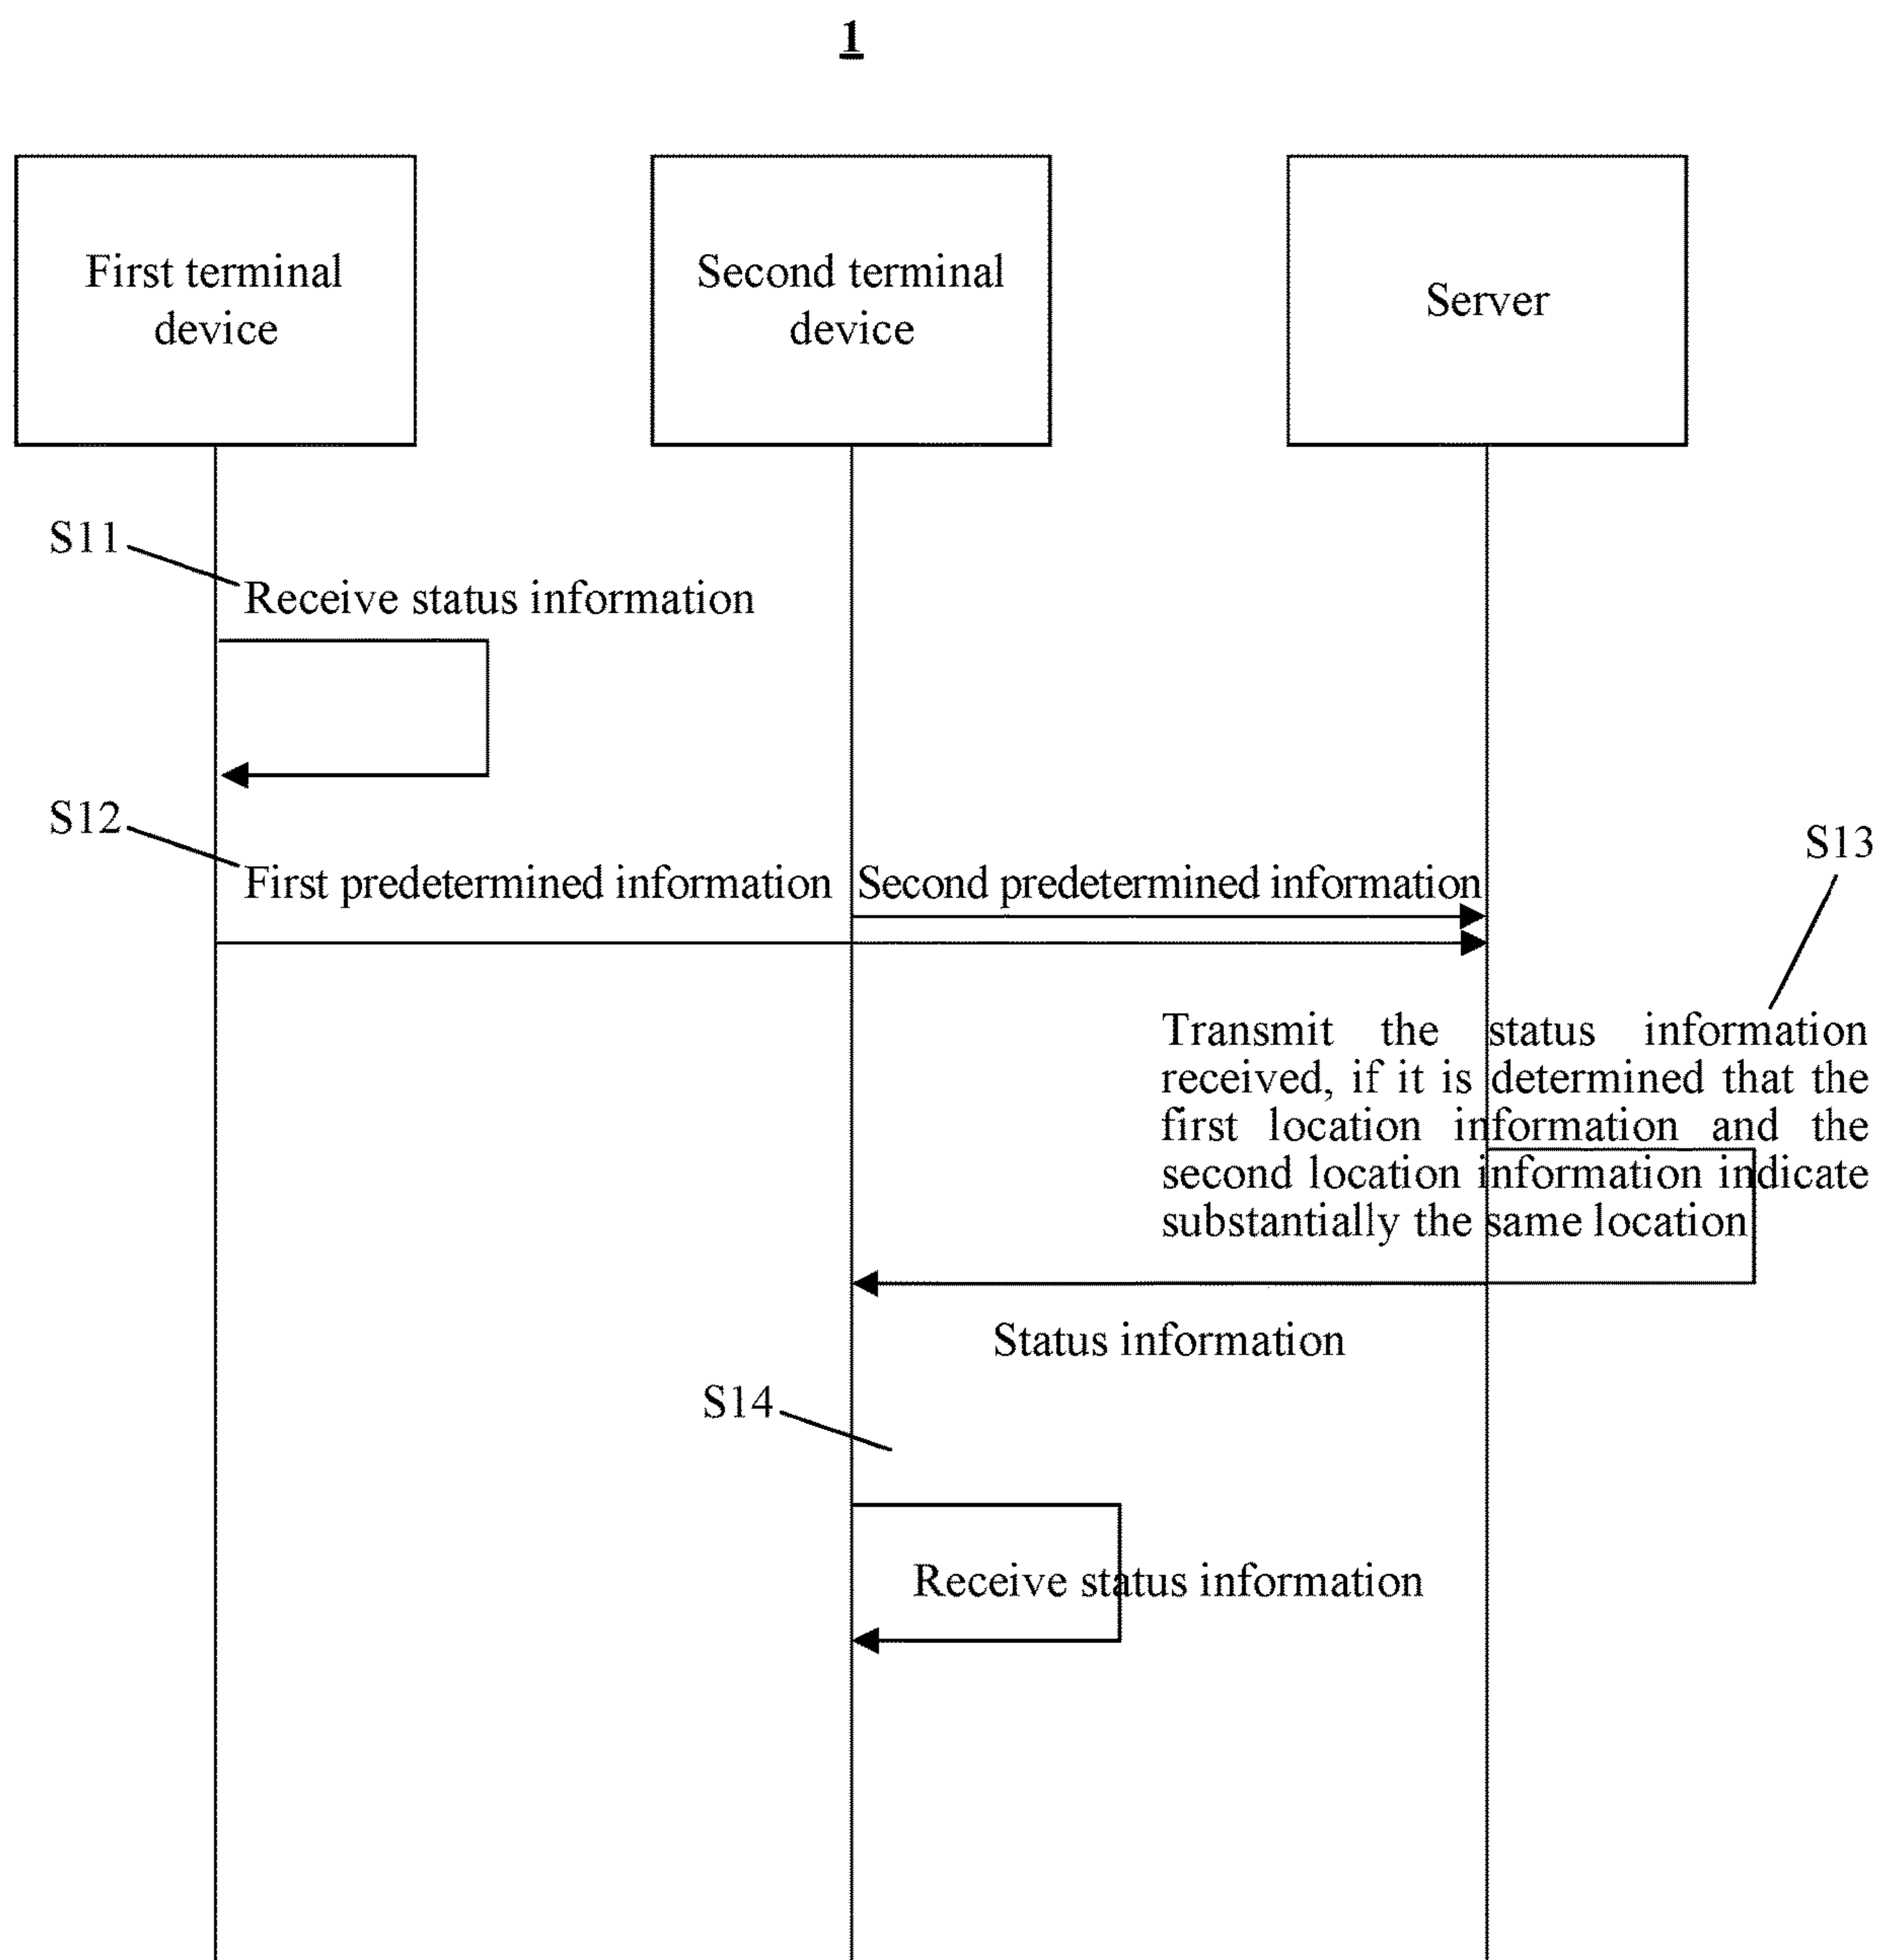 1
First terminal
device
Second terminal
device
Server
S11
Receive status information
S12
First predetermined information
Second predetermined information
S13
Transmit the status information
received, if it is determined that the
first location information and the
second location information indicate
substantially the same location
Status information
S14
Receive status information